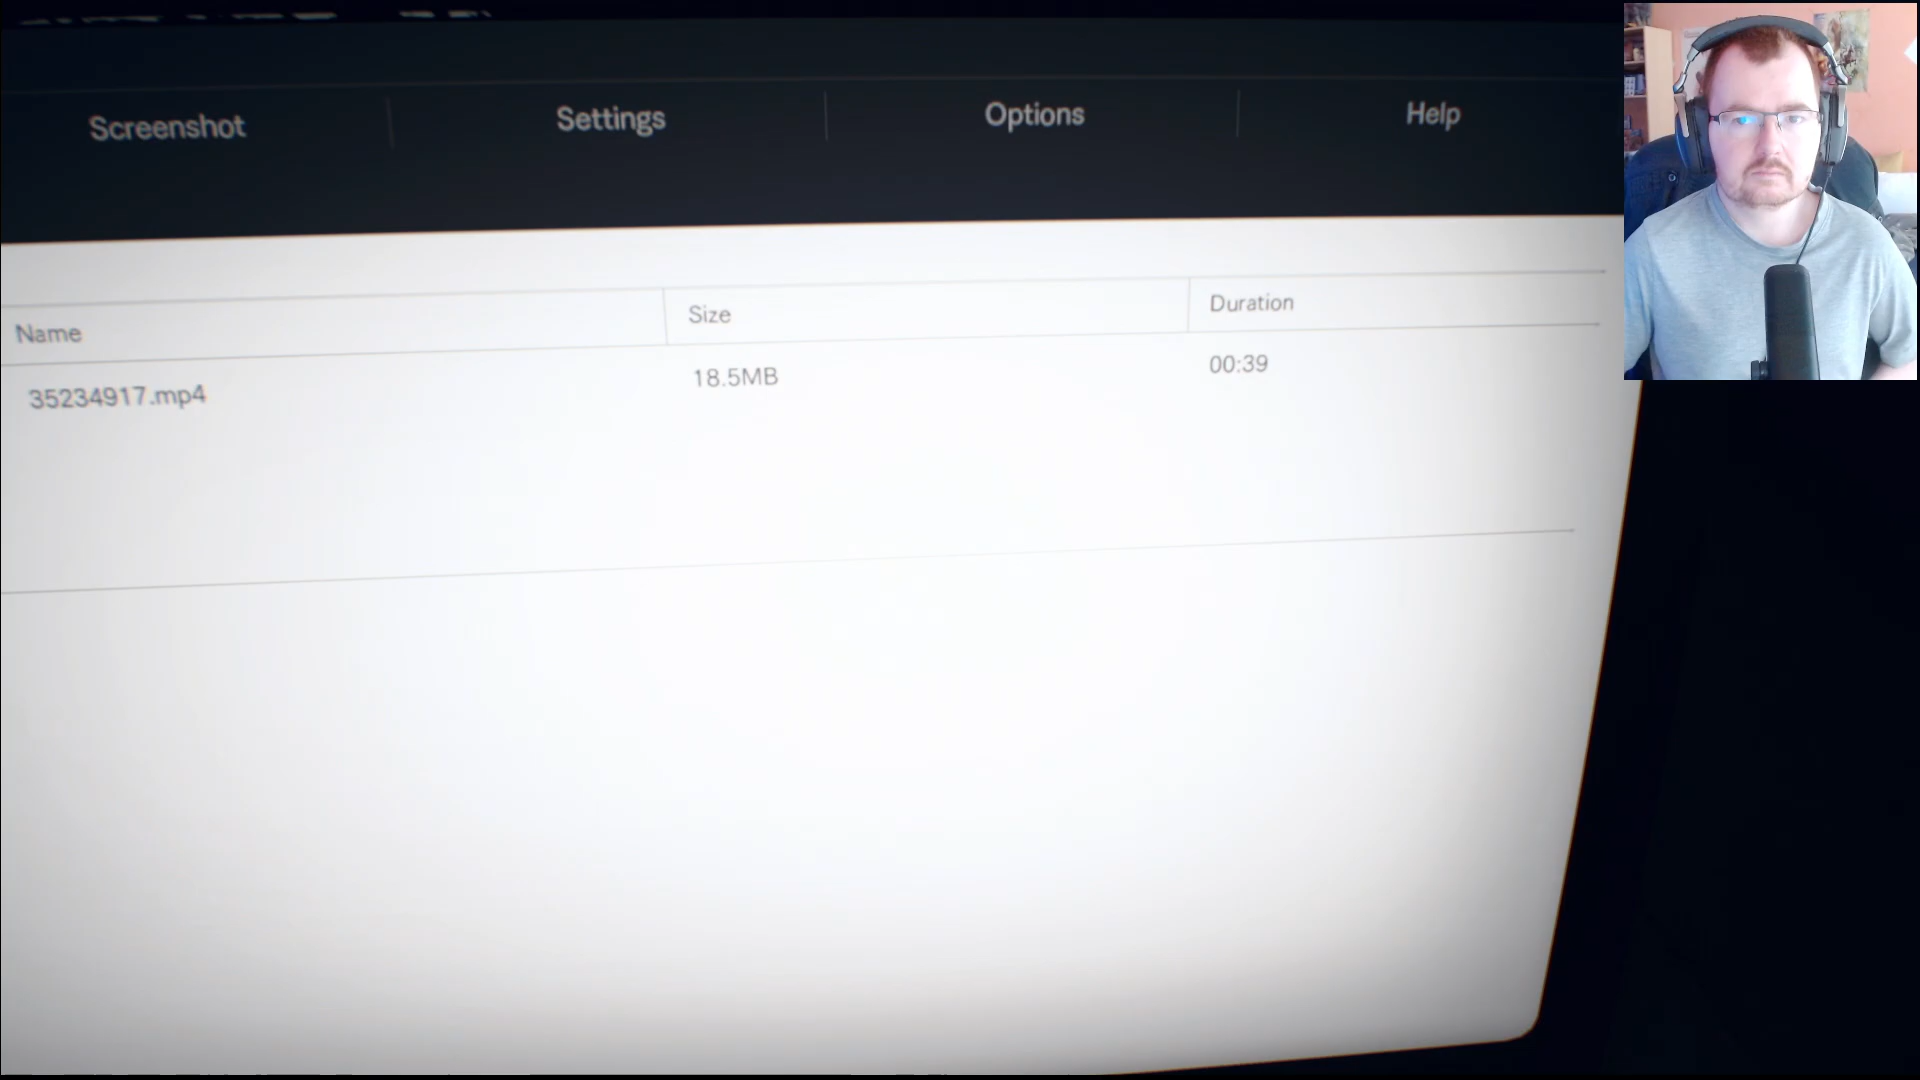 Screenshot Settings Options Help
Name Size Duration
35234917.mp4 18.5MB 00:39